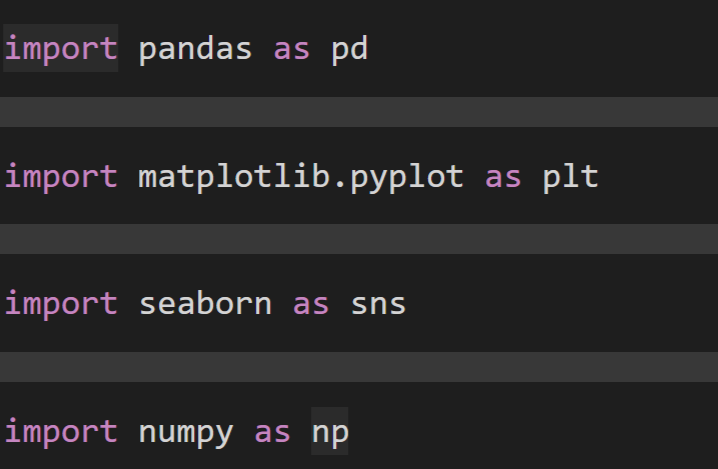 import pandas as pd
import matplotlib.pyplot as plt
import seaborn as sns
import numpy as np